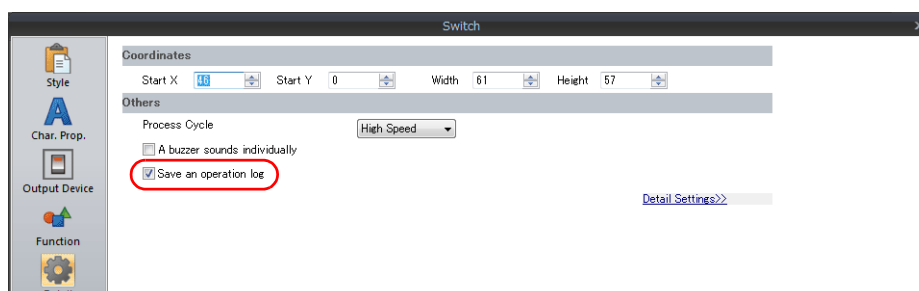 Switch
Coordinates
Start X 46 Start Y 0 Width 61 Height 57
Style
Others
Process Cycle High Speed
Char. Prop.
A buzzer sounds individually
Save an operation log
Output Device
Detail Settings>>
Function